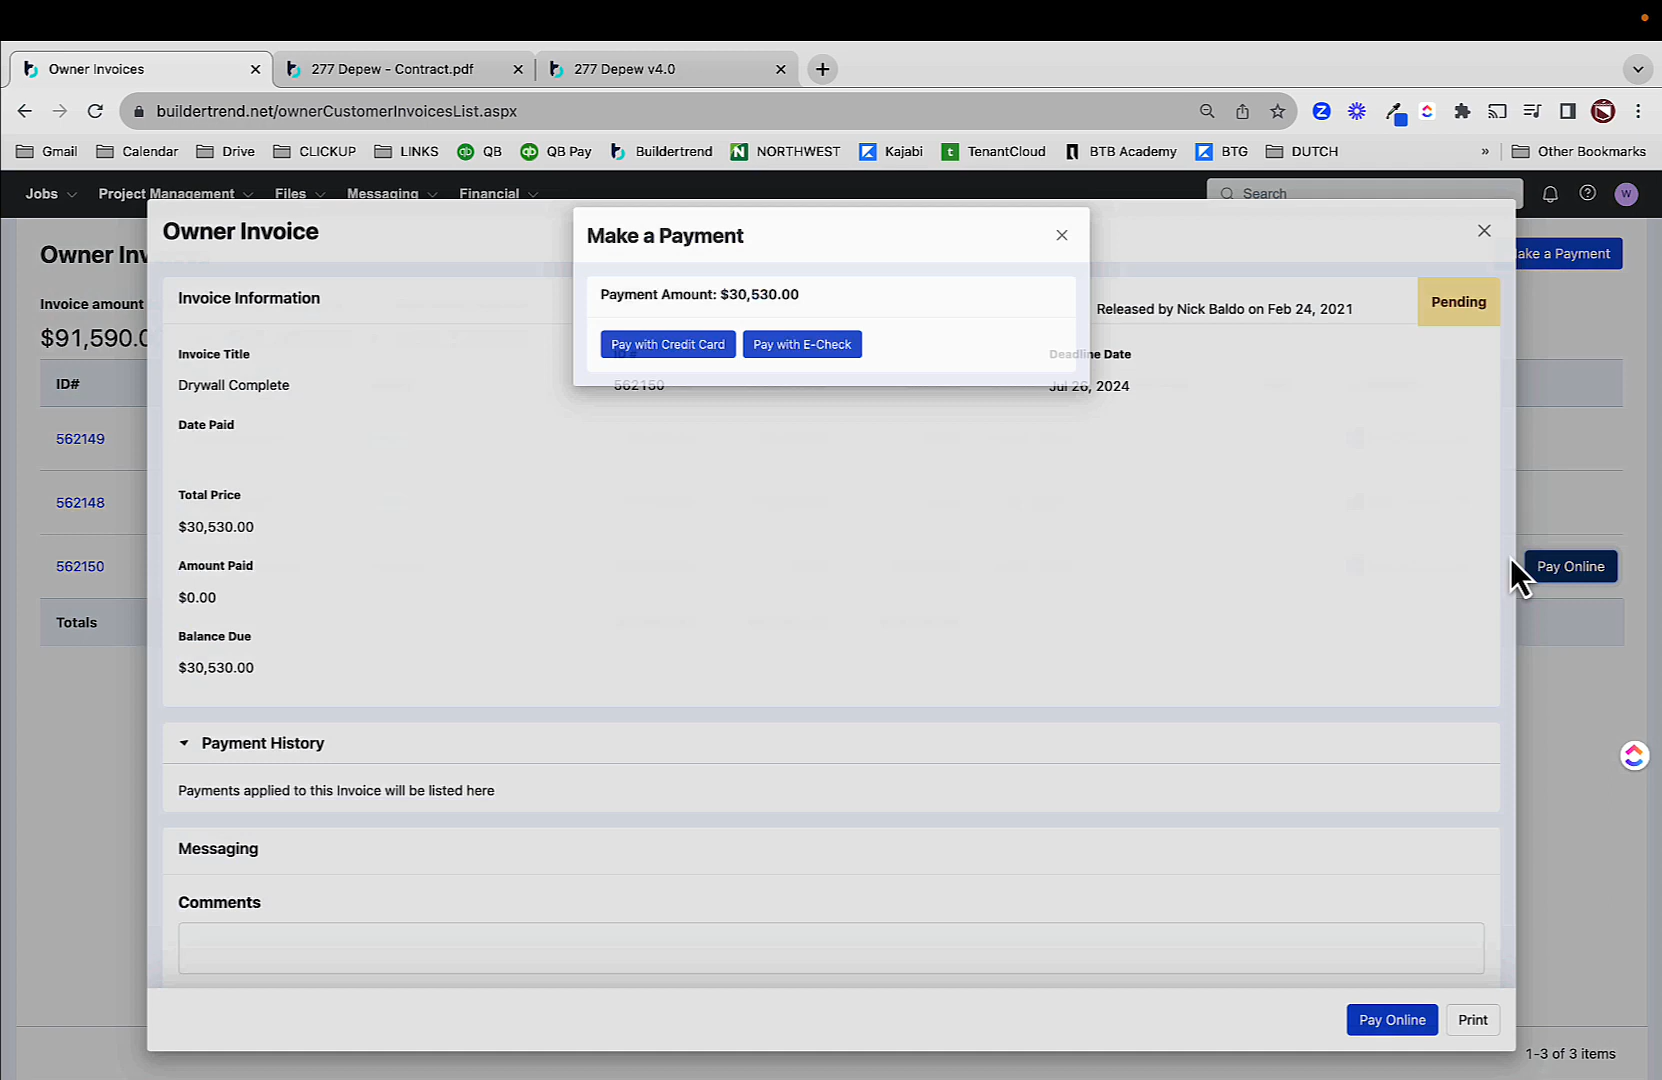 Owner Invoices
277 Depew - Contract.pdf
277 Depew v4.0
buildertrend.net/ownerCustomerInvoicesList.aspx
Gmail
Calendar
Drive
CLICKUP
LINKS
QB
QB Pay
Buildertrend
NORTHWEST
Kajabi
TenantCloud
BTB Academy
BTG
DUTCH
» Other Bookmarks
Jobs
Project Management
Files
Messaging
Financial
Search
W
Owner Inv
ake a Payment
Invoice amount
$91,590.0
ID#
562149
562148
562150
Totals
Pay Online
1-3 of 3 items
Owner Invoice
Invoice Information
Released by Nick Baldo on Feb 24, 2021
Pending
Invoice Title
Drywall Complete
ID #
562150
Deadline Date
Jul 26, 2024
Date Paid
Total Price
$30,530.00
Amount Paid
$0.00
Balance Due
$30,530.00
Payment History
Payments applied to this Invoice will be listed here
Messaging
Comments
Pay Online
Print
Make a Payment
Payment Amount: $30,530.00
Pay with Credit Card
Pay with E-Check